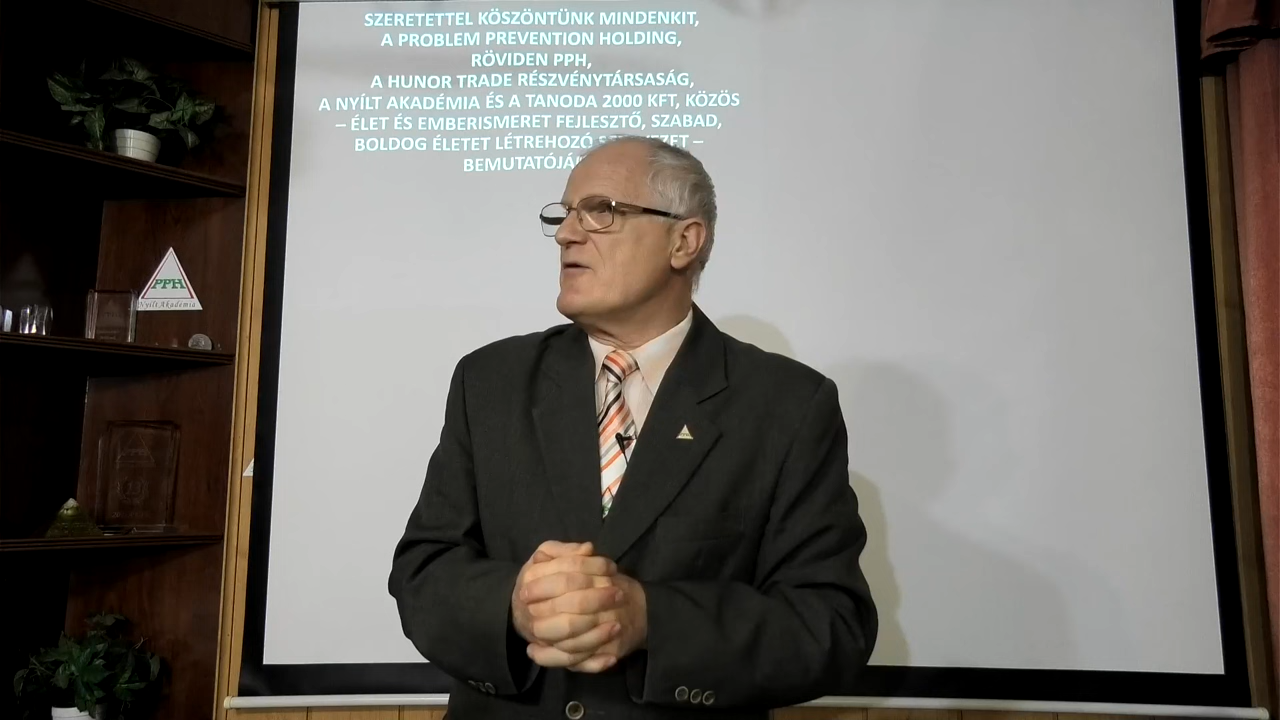 SZERETETTEL KÖSZÖNTÜNK MINDENKIT,
A PROBLEM PREVENTION HOLDING,
RÖVIDEN PPH,
A HUNOR TRADE RÉSZVÉNYTÁRSASÁG,
A NYÍLT AKADÉMIA ÉS A TANODA 2000 KFT, KÖZÖS
– ÉLET ÉS EMBERISMERET FEJLESZTŐ, SZABAD,
BOLDOG ÉLETET LÉTREHOZÓ –
PPH
Nyílt Akadémia